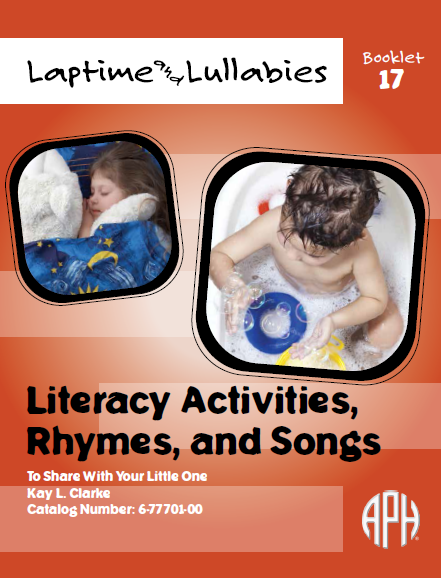 Laptime and Lullabies
Booklet
17
Literacy Activities,
Rhymes, and Songs
To Share With Your Little One
Kay L. Clarke
Catalog Number: 6-77701-00
APH®